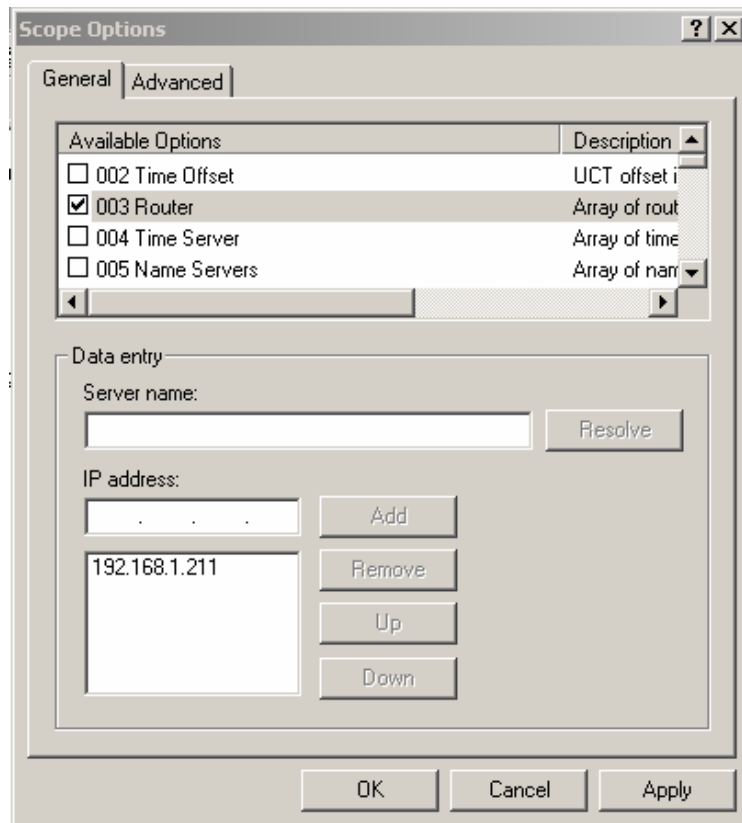 Scope Options
General Advanced
Available Options Description
002 Time Offset UCT offset i
003 Router Array of rout
004 Time Server Array of time
005 Name Servers Array of nam
Data entry
Server name:
Resolve
IP address:
. . . Add
192.168.1.211 Remove
Up
Down
OK Cancel Apply